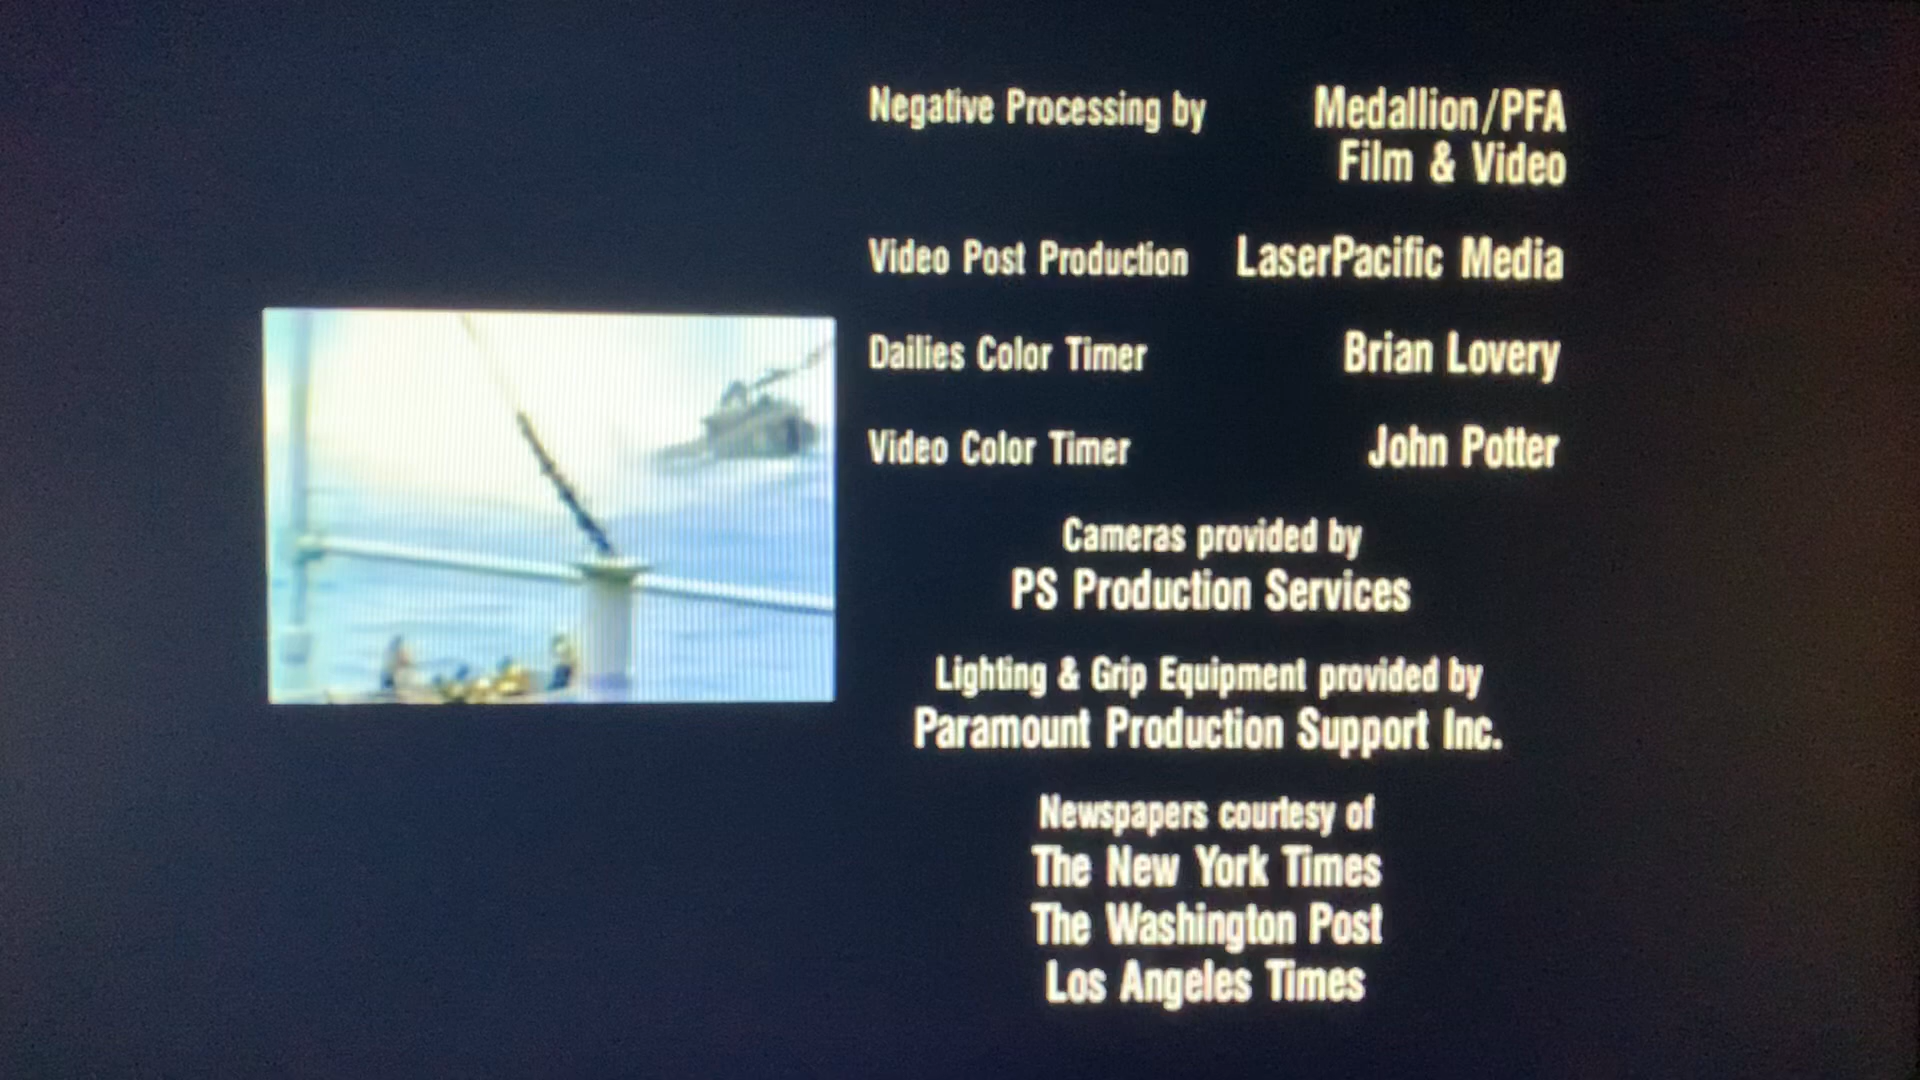 Negative Processing by Medallion/PFA
Film & Video
Video Post Production LaserPacific Media
Dailies Color Timer Brian Lovery
Video Color Timer John Potter
Cameras provided by
PS Production Services
Lighting & Grip Equipment provided by
Paramount Production Support Inc.
Newspapers courtesy of
The New York Times
The Washington Post
Los Angeles Times